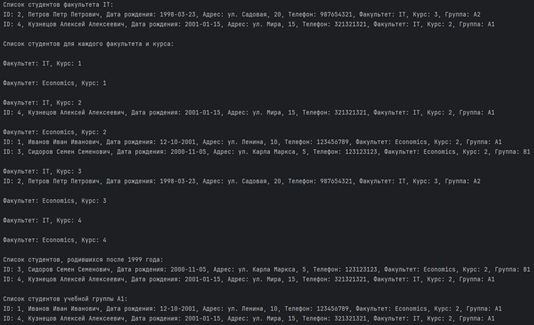 Список студентов факультета IT:
ID: 2, Петров Петр Петрович, Дата рождения: 1998-03-23, Адрес: ул. Садовая, 20, Телефон: 987654321, Факультет: IT, Курс: 3, Группа: A2
ID: 4, Кузнецов Алексей Алексеевич, Дата рождения: 2001-01-15, Адрес: ул. Мира, 15, Телефон: 321321321, Факультет: IT, Курс: 2, Группа: A1
Список студентов для каждого факультета и курса:
Факультет: IT, Курс: 1
Факультет: Economics, Курс: 1
Факультет: IT, Курс: 2
ID: 4, Кузнецов Алексей Алексеевич, Дата рождения: 2001-01-15, Адрес: ул. Мира, 15, Телефон: 321321321, Факультет: IT, Курс: 2, Группа: A1
Факультет: Economics, Курс: 2
ID: 1, Иванов Иван Иванович, Дата рождения: 12-10-2001, Адрес: ул. Ленина, 10, Телефон: 123456789, Факультет: Economics, Курс: 2, Группа: A1
ID: 3, Сидоров Семен Семенович, Дата рождения: 2000-11-05, Адрес: ул. Карла Маркса, 5, Телефон: 123123123, Факультет: Economics, Курс: 2, Группа: B1
Факультет: IT, Курс: 3
ID: 2, Петров Петр Петрович, Дата рождения: 1998-03-23, Адрес: ул. Садовая, 20, Телефон: 987654321, Факультет: IT, Курс: 3, Группа: A2
Факультет: Economics, Курс: 3
Факультет: IT, Курс: 4
Факультет: Economics, Курс: 4
Список студентов, родившихся после 1999 года:
ID: 3, Сидоров Семен Семенович, Дата рождения: 2000-11-05, Адрес: ул. Карла Маркса, 5, Телефон: 123123123, Факультет: Economics, Курс: 2, Группа: B1
ID: 4, Кузнецов Алексей Алексеевич, Дата рождения: 2001-01-15, Адрес: ул. Мира, 15, Телефон: 321321321, Факультет: IT, Курс: 2, Группа: A1
Список студентов учебной группы A1:
ID: 1, Иванов Иван Иванович, Дата рождения: 12-10-2001, Адрес: ул. Ленина, 10, Телефон: 123456789, Факультет: Economics, Курс: 2, Группа: A1
ID: 4, Кузнецов Алексей Алексеевич, Дата рождения: 2001-01-15, Адрес: ул. Мира, 15, Телефон: 321321321, Факультет: IT, Курс: 2, Группа: A1